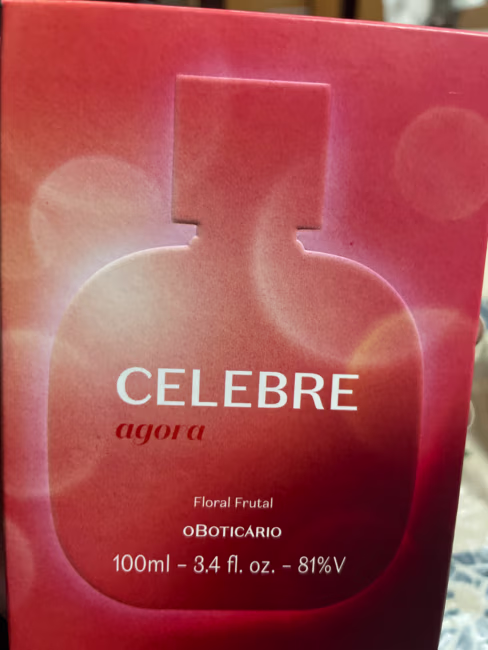 CELEBRE
agora
Floral Frutal
oBOTICÁRIO
100ml – 3.4 fl. oz. – 81%V